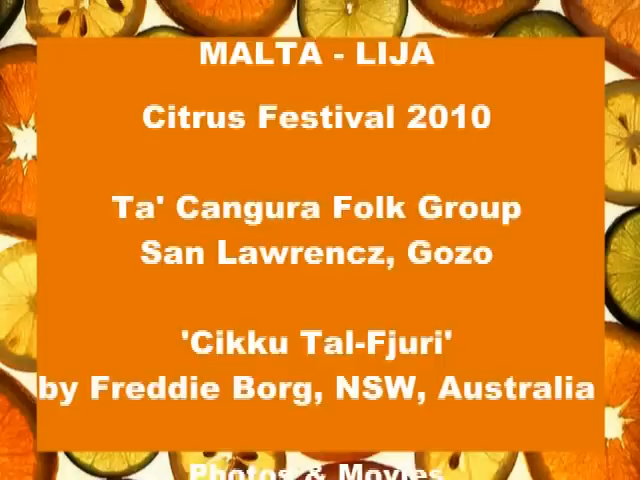 MALTA - LIJA
Citrus Festival 2010
Ta' Cangura Folk Group
San Lawrencz, Gozo
'Cikku Tal-Fjuri'
by Freddie Borg, NSW, Australia
Photos & Movies